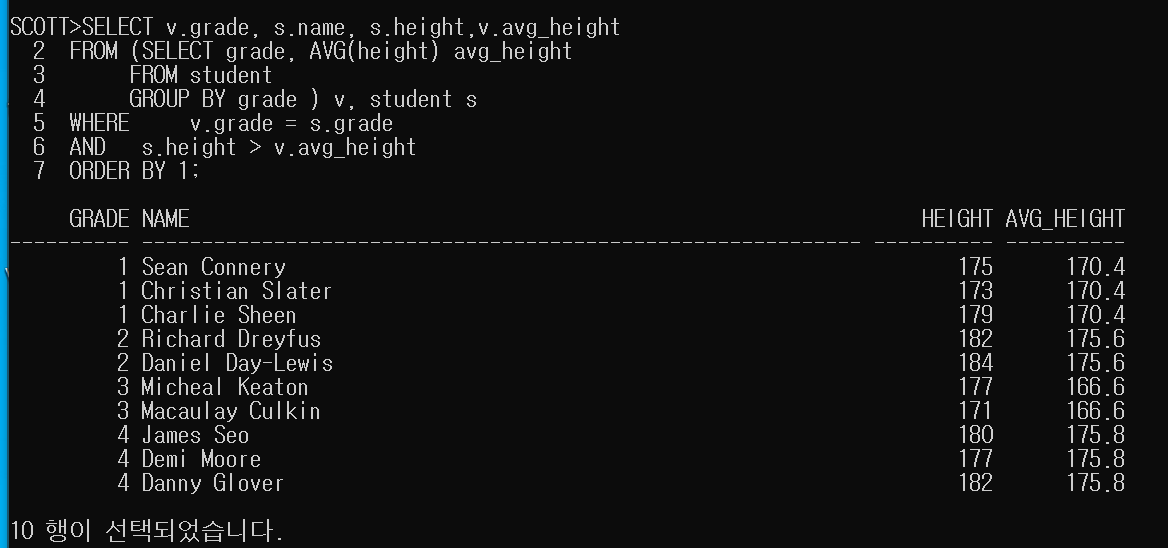 SCOTT>SELECT v.grade, s.name, s.height,v.avg_height
  2  FROM (SELECT grade, AVG(height) avg_height
  3       FROM student
  4       GROUP BY grade ) v, student s
  5  WHERE     v.grade = s.grade
  6  AND   s.height > v.avg_height
  7  ORDER BY 1;
     GRADE NAME                                                             HEIGHT AVG_HEIGHT
---------- ------------------------------------------------------------ ---------- ----------
         1 Sean Connery                                                        175      170.4
         1 Christian Slater                                                    173      170.4
         1 Charlie Sheen                                                       179      170.4
         2 Richard Dreyfus                                                     182      175.6
         2 Daniel Day-Lewis                                                    184      175.6
         3 Micheal Keaton                                                      177      166.6
         3 Macaulay Culkin                                                     171      166.6
         4 James Seo                                                           180      175.8
         4 Demi Moore                                                          177      175.8
         4 Danny Glover                                                        182      175.8
10 행이 선택되었습니다.